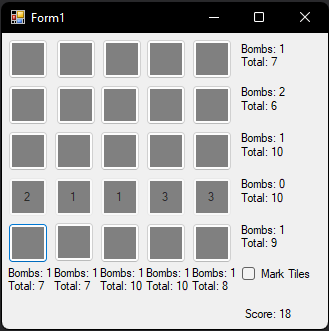 Form1
Bombs: 1
Total: 7
Bombs: 2
Total: 6
Bombs: 1
Total: 10
2 1 1 3 3
Bombs: 0
Total: 10
Bombs: 1
Total: 9
Bombs: 1 Bombs: 1 Bombs: 1 Bombs: 1 Bombs: 1
Total: 7 Total: 7 Total: 10 Total: 10 Total: 8
Mark Tiles
Score: 18